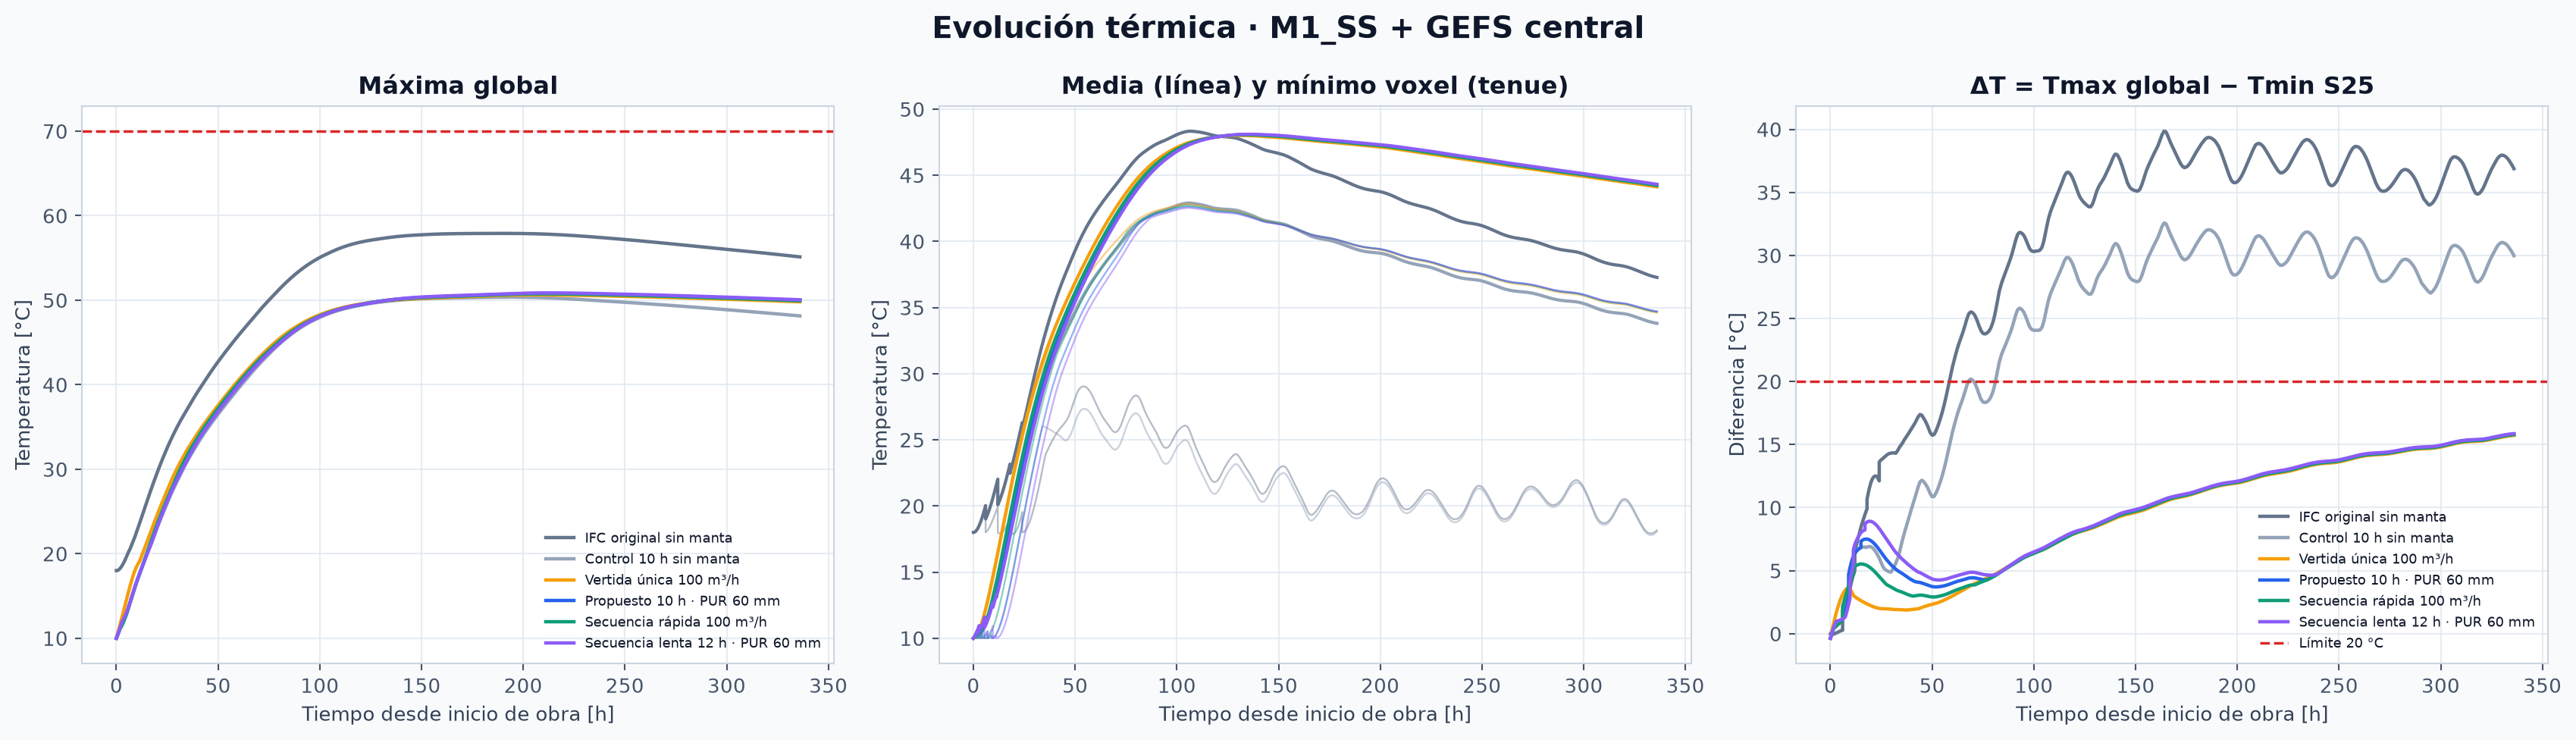 Evolución térmica · M1_SS + GEFS central
Máxima global
Temperatura [°C]
70
60
50
40
30
20
10
0
50
100
150
200
250
300
350
Tiempo desde inicio de obra [h]
IFC original sin manta
Control 10 h sin manta
Vertida única 100 m³/h
Propuesto 10 h · PUR 60 mm
Secuencia rápida 100 m³/h
Secuencia lenta 12 h · PUR 60 mm
Media (línea) y mínimo voxel (tenue)
Temperatura [°C]
50
45
40
35
30
25
20
15
10
0
50
100
150
200
250
300
350
Tiempo desde inicio de obra [h]
ΔT = Tmax global − Tmin S25
Diferencia [°C]
40
35
30
25
20
15
10
5
0
0
50
100
150
200
250
300
350
Tiempo desde inicio de obra [h]
IFC original sin manta
Control 10 h sin manta
Vertida única 100 m³/h
Propuesto 10 h · PUR 60 mm
Secuencia rápida 100 m³/h
Secuencia lenta 12 h · PUR 60 mm
Límite 20 °C